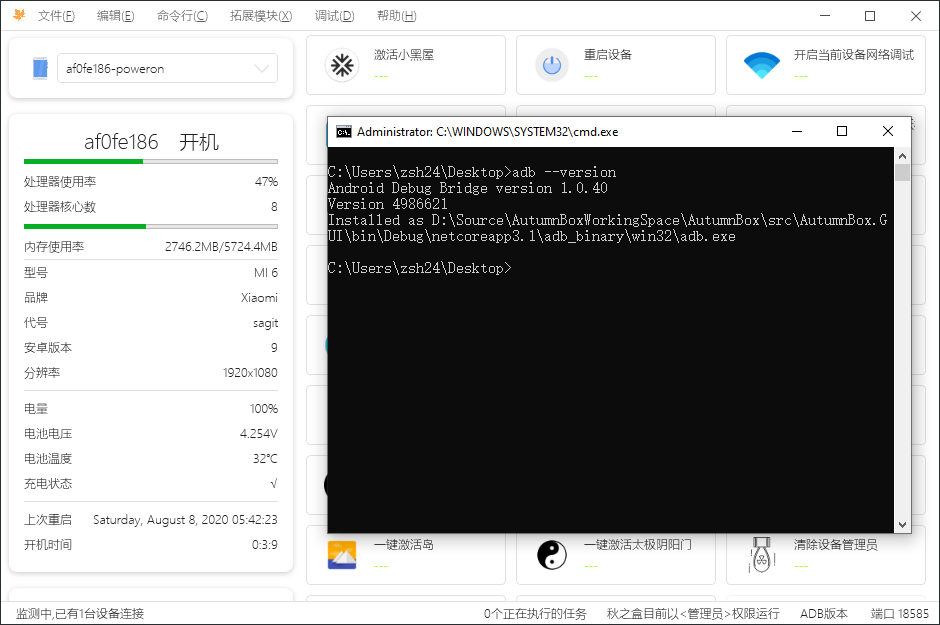 文件(F) 编辑(E) 命令行(C) 拓展模块(X) 调试(D) 帮助(H)
af0fe186-poweron
af0fe186 开机
处理器使用率 47%
处理器核心数 8
内存使用率 2746.2MB/5724.4MB
型号 MI 6
品牌 Xiaomi
代号 sagit
安卓版本 9
分辨率 1920x1080
电量 100%
电池电压 4.254V
电池温度 32℃
充电状态 √
上次重启 Saturday, August 8, 2020 05:42:23
开机时间 0:3:9
激活小黑屋
---
重启设备
---
开启当前设备网络调试
---
Administrator: C:\WINDOWS\SYSTEM32\cmd.exe
C:\Users\zsh24\Desktop>adb --version
Android Debug Bridge version 1.0.40
Version 4986621
Installed as D:\Source\AutumnBoxWorkingSpace\AutumnBox\src\AutumnBox.G
UI\bin\Debug\netcoreapp3.1\adb_binary\win32\adb.exe
C:\Users\zsh24\Desktop>
一键激活岛
---
一键激活太极阴阳门
---
清除设备管理员
---
监测中,已有1台设备连接 0个正在执行的任务 秋之盒目前以<管理员>权限运行 ADB版本 端口 18585